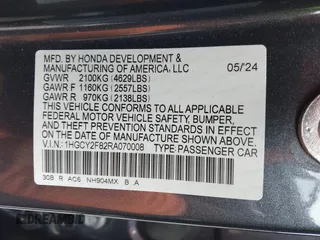 MFD. BY HONDA DEVELOPMENT &
MANUFACTURING OF AMERICA, LLC 05/24
GVWR 2100KG (4629LBS)
GAWR F 1160KG (2557LBS)
GAWR R 970KG (2138LBS)
THIS VEHICLE CONFORMS TO ALL APPLICABLE
FEDERAL MOTOR VEHICLE SAFETY, BUMPER,
AND THEFT PREVENTION STANDARDS IN EFFECT
ON THE DATE OF MANUFACTURE SHOWN ABOVE.
V.I.N.: 1HGCY2F82RA070008 TYPE:PASSENGER CAR
30B R AC6 NH904MX B A